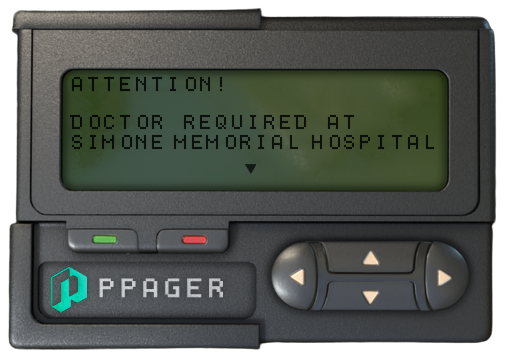 ATTENTION!
DOCTOR REQUIRED AT
SIMONE MEMORIAL HOSPITAL
PPAGER